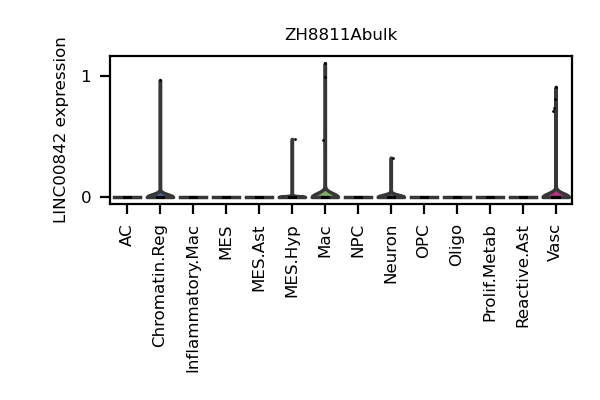 ZH8811Abulk
LINC00842 expression
1
0
AC
Chromatin.Reg
Inflammatory.Mac
MES
MES.Ast
MES.Hyp
Mac
NPC
Neuron
OPC
Oligo
Prolif.Metab
Reactive.Ast
Vasc